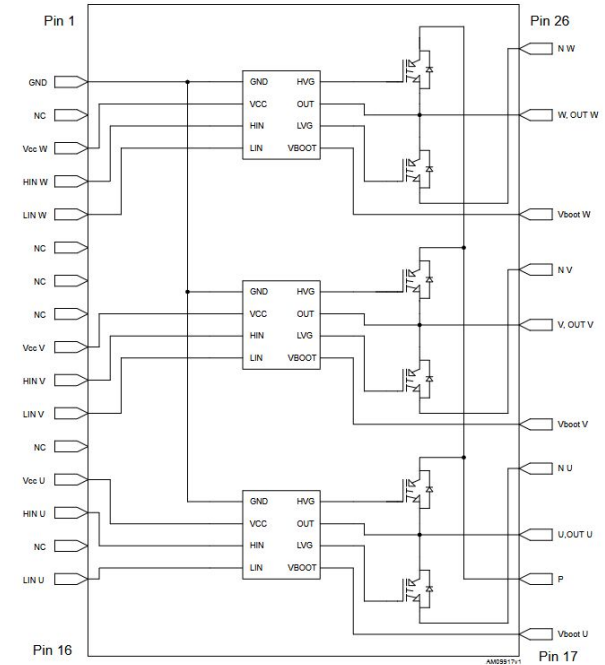 Pin 1
Pin 26
N W
GND
GND
HVG
VCC
OUT
NC
W, OUT W
HIN
LVG
Vcc W
LIN
VBOOT
HIN W
LIN W
Vboot W
NC
N V
NC
GND
HVG
NC
VCC
OUT
V, OUT V
HIN
LVG
Vcc V
LIN
VBOOT
HIN V
LIN V
Vboot V
NC
N U
Vcc U
GND
HVG
HIN U
VCC
OUT
U,OUT U
NC
HIN
LVG
LIN
VBOOT
LIN U
P
Vboot U
Pin 16
Pin 17
AM09917v1